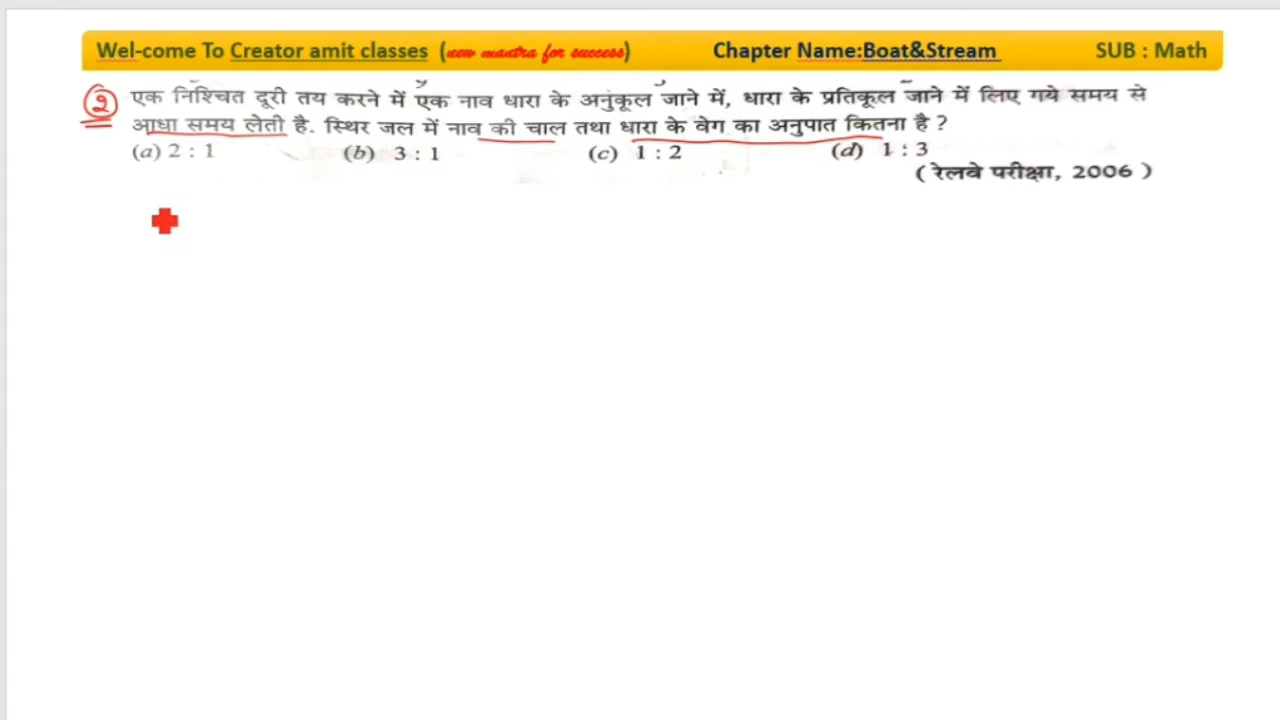 Wel-come To Creator amit classes (new mantra for success) Chapter Name:Boat&Stream SUB : Math
२ एक निश्चित दूरी तय करने में एक नाव धारा के अनुंकूल जाने में, धारा के प्रतिकूल जाने में लिए गये समय से
आधा समय लेती है. स्थिर जल में नाव की चाल तथा धारा के वेग का अनुपात कितना है ?
(a) 2 : 1 (b) 3 : 1 (c) 1 : 2 (d) 1 : 3
( रेलवे परीक्षा, 2006 )